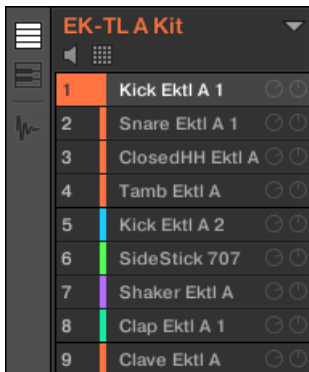 EK-TL A Kit
1 Kick Ektl A 1
2 Snare Ektl A 1
3 ClosedHH Ektl A
4 Tamb Ektl A
5 Kick Ektl A 2
6 SideStick 707
7 Shaker Ektl A
8 Clap Ektl A 1
9 Clave Ektl A